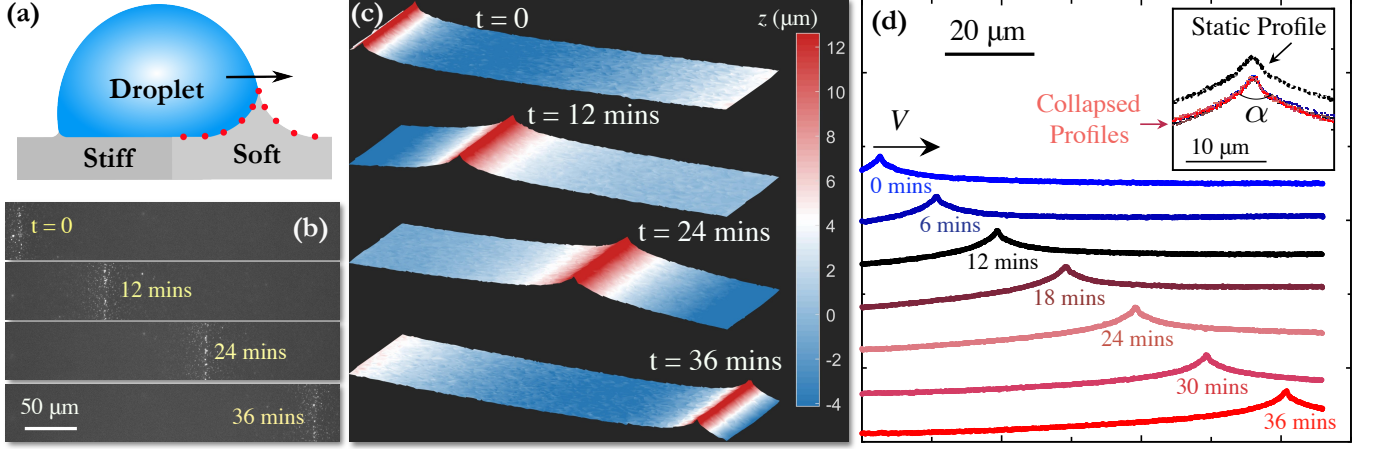 (a)
Droplet
Stiff
Soft
(b)
t = 0
12 mins
24 mins
36 mins
50 μm
(c)
t = 0
t = 12 mins
t = 24 mins
t = 36 mins
z (μm)
12
10
8
6
4
2
0
-2
-4
(d)
20 μm
Static Profile
Collapsed
Profiles
α
10 μm
V
0 mins
6 mins
12 mins
18 mins
24 mins
30 mins
36 mins